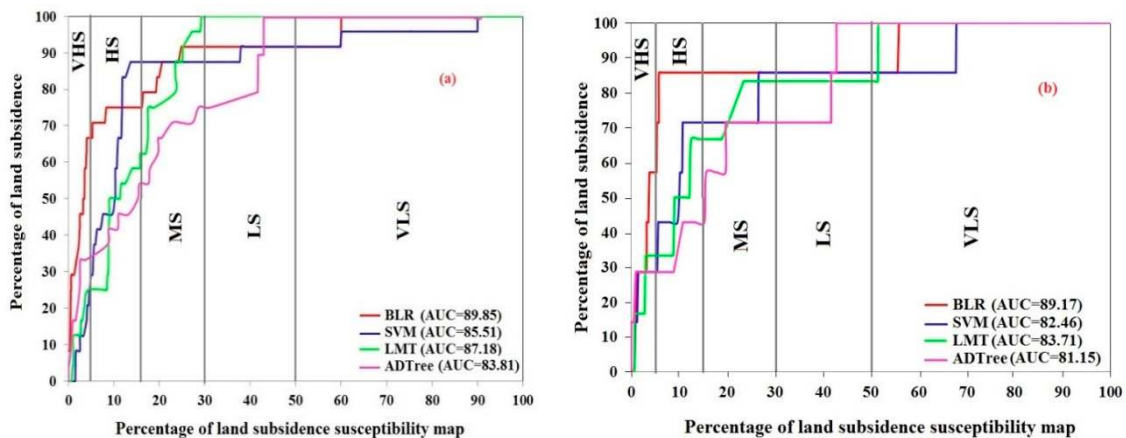 Percentage of land subsidence
100
90
80
70
60
50
40
30
20
10
0
VHS
HS
MS
LS
VLS
(a)
BLR (AUC=89.85)
SVM (AUC=85.51)
LMT (AUC=87.18)
ADTree (AUC=83.81)
0 10 20 30 40 50 60 70 80 90 100
Percentage of land subsidence susceptibility map
Percentage of land subsidence
100
90
80
70
60
50
40
30
20
10
0
VHS
HS
MS
LS
VLS
(b)
BLR (AUC=89.17)
SVM (AUC=82.46)
LMT (AUC=83.71)
ADTree (AUC=81.15)
0 10 20 30 40 50 60 70 80 90 100
Percentage of land subsidence susceptibility map